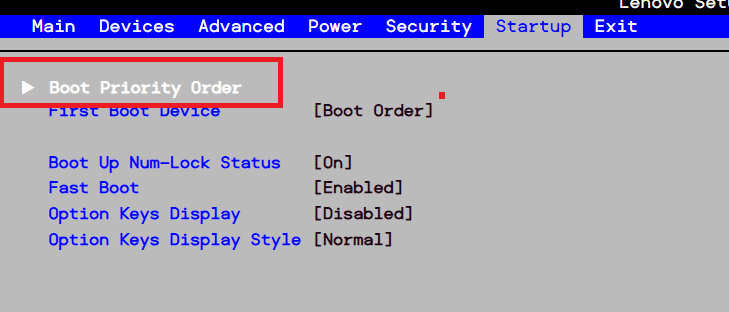 Lenovo Setu
Main Devices Advanced Power Security Startup Exit
Boot Priority Order
First Boot Device [Boot Order]
Boot Up Num-Lock Status [On]
Fast Boot [Enabled]
Option Keys Display [Disabled]
Option Keys Display Style [Normal]